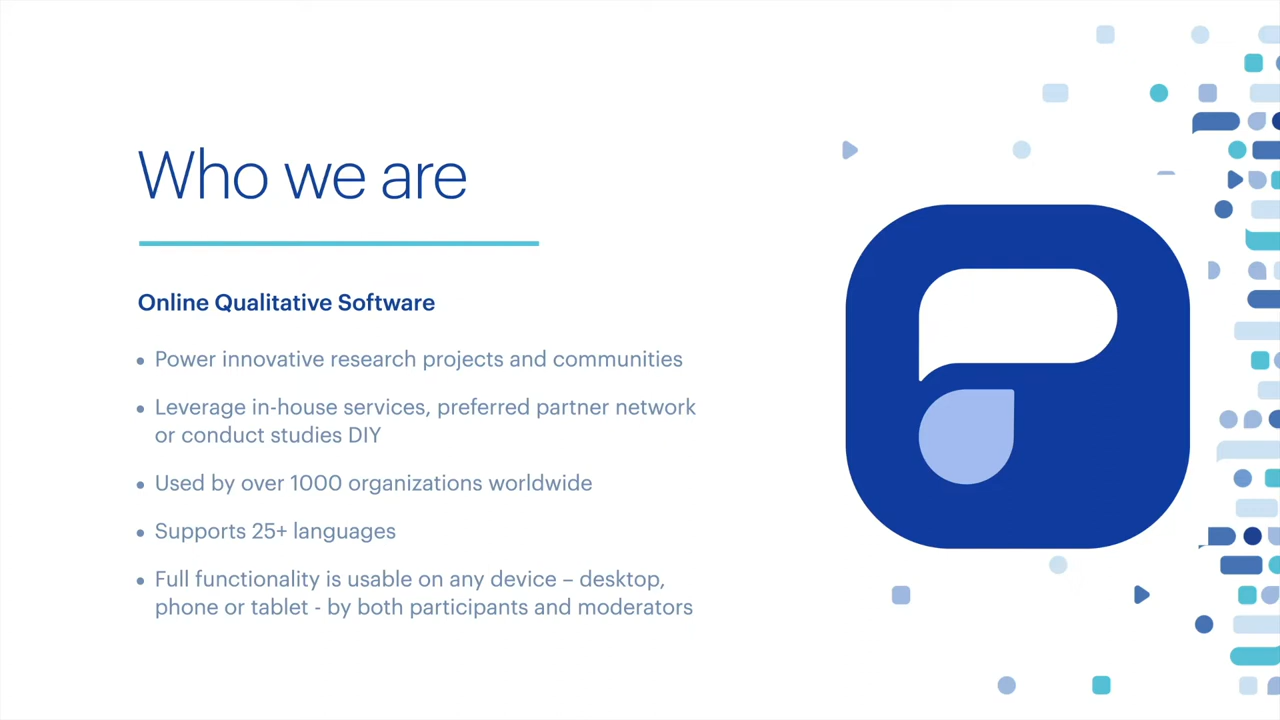 Who we are
Online Qualitative Software
• Power innovative research projects and communities
• Leverage in-house services, preferred partner network
or conduct studies DIY
• Used by over 1000 organizations worldwide
• Supports 25+ languages
• Full functionality is usable on any device – desktop,
phone or tablet - by both participants and moderators